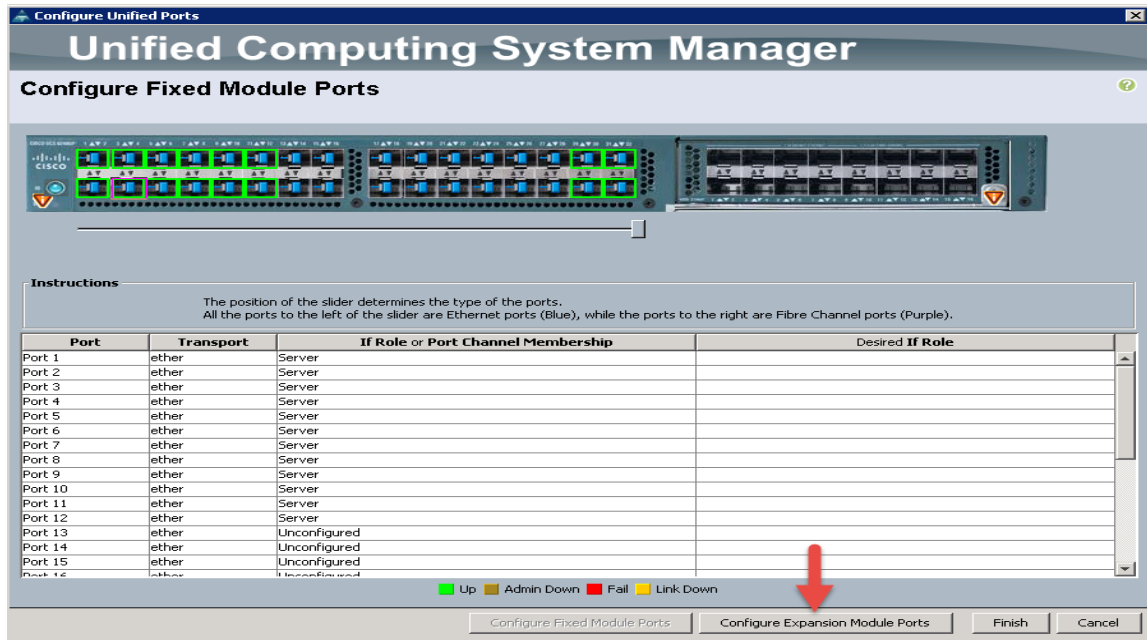 Configure Unified Ports
Unified Computing System Manager
Configure Fixed Module Ports
CISCO
Instructions
The position of the slider determines the type of the ports.
All the ports to the left of the slider are Ethernet ports (Blue), while the ports to the right are Fibre Channel ports (Purple).
Port Transport If Role or Port Channel Membership Desired If Role
Port 1 ether Server
Port 2 ether Server
Port 3 ether Server
Port 4 ether Server
Port 5 ether Server
Port 6 ether Server
Port 7 ether Server
Port 8 ether Server
Port 9 ether Server
Port 10 ether Server
Port 11 ether Server
Port 12 ether Server
Port 13 ether Unconfigured
Port 14 ether Unconfigured
Port 15 ether Unconfigured
Port 16 ether Unconfigured
Up Admin Down Fail Link Down
Configure Fixed Module Ports Configure Expansion Module Ports Finish Cancel